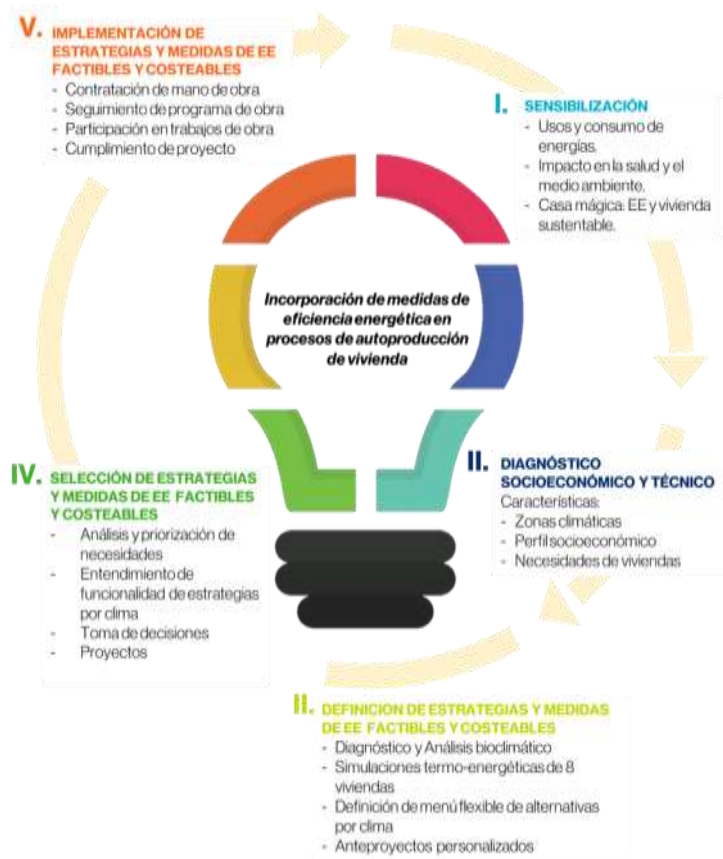 V. IMPLEMENTACIÓN DE
ESTRATEGIAS Y MEDIDAS DE EE
FACTIBLES Y COSTEABLES
- Contratación de mano de obra
- Seguimiento de programa de obra
- Participación en trabajos de obra
- Cumplimiento de proyecto
I. SENSIBILIZACIÓN
- Usos y consumo de
energías.
- Impacto en la salud y el
medio ambiente.
- Casa mágica: EE y vivienda
sustentable.
Incorporación de medidas de
eficiencia energética en
procesos de autoproducción
de vivienda
II. DIAGNÓSTICO
SOCIOECONÓMICO Y TÉCNICO
Características:
- Zonas climáticas
- Perfil socioeconómico
- Necesidades de viviendas
IV. SELECCIÓN DE ESTRATEGIAS
Y MEDIDAS DE EE FACTIBLES
Y COSTEABLES
- Análisis y priorización de
necesidades
- Entendimiento de
funcionalidad de estrategias
por clima
- Toma de decisiones
- Proyectos
II. DEFINICION DE ESTRATEGIAS Y MEDIDAS
DE EE FACTIBLES Y COSTEABLES
- Diagnóstico y Análisis bioclimático
- Simulaciones termo-energéticas de 8
viviendas
- Definición de menú flexible de alternativas
por clima
- Anteproyectos personalizados